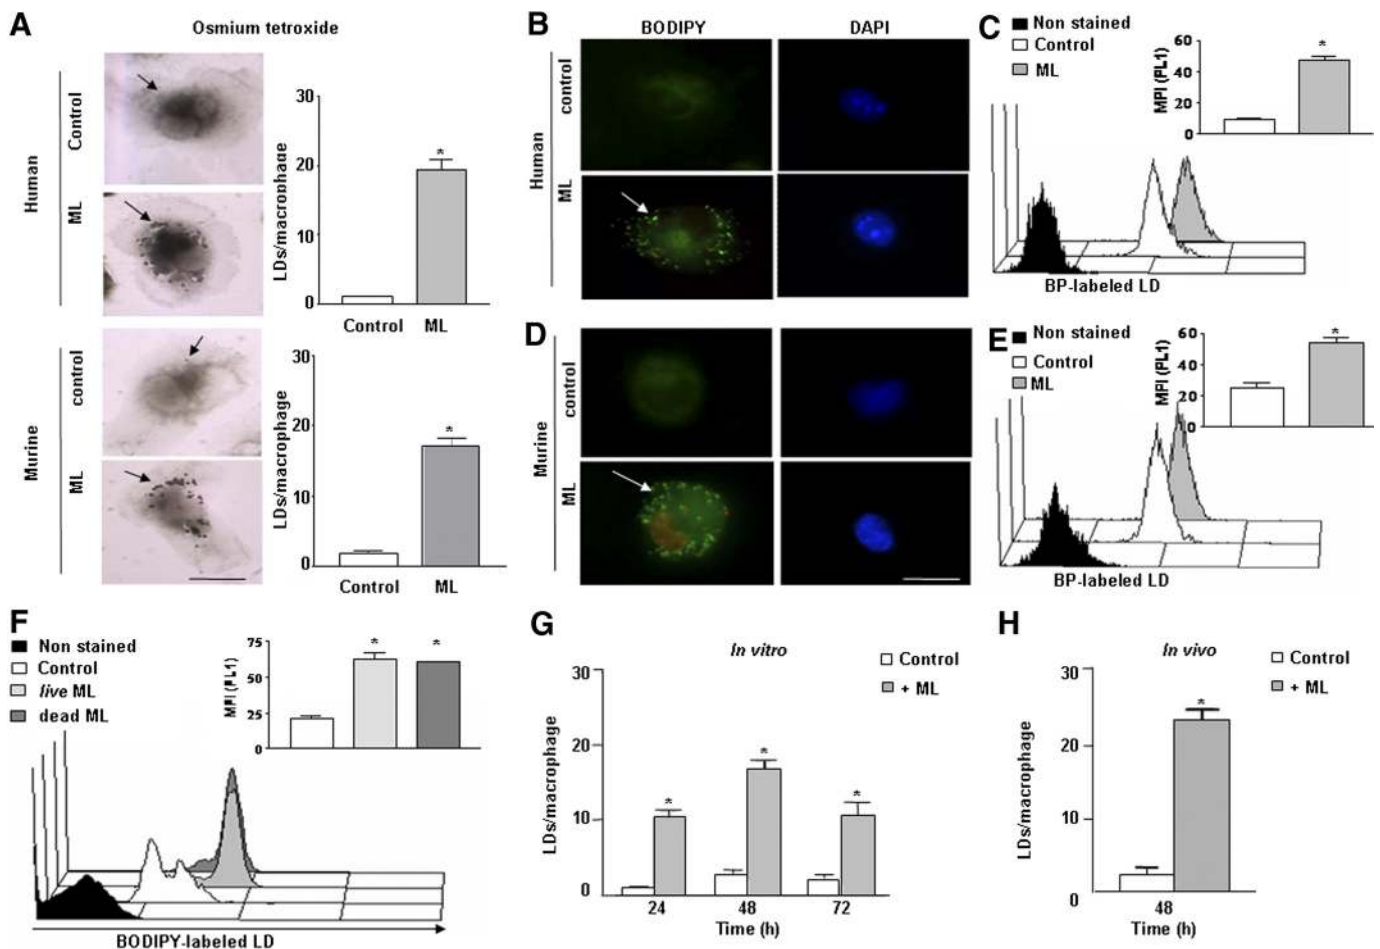 A
Osmium tetroxide
Human
Control
ML
LDs/macrophage
30
20
10
0
*
Control ML
Murine
control
ML
LDs/macrophage
30
20
10
0
*
Control ML
B
BODIPY DAPI
Human
control
ML
C
Non stained
Control
ML
MPI (PL1)
60
40
20
0
*
BP-labeled LD
D
Murine
control
ML
E
Non stained
Control
ML
MPI (PL1)
60
40
20
0
*
BP-labeled LD
F
Non stained
Control
live ML
dead ML
MFI (FL1)
75
50
25
0
* *
BODIPY-labeled LD
G
In vitro
Control
+ ML
LDs/macrophage
30
20
10
0
* * *
24 48 72
Time (h)
H
In vivo
Control
+ ML
LDs/macrophage
30
20
10
0
*
48
Time (h)